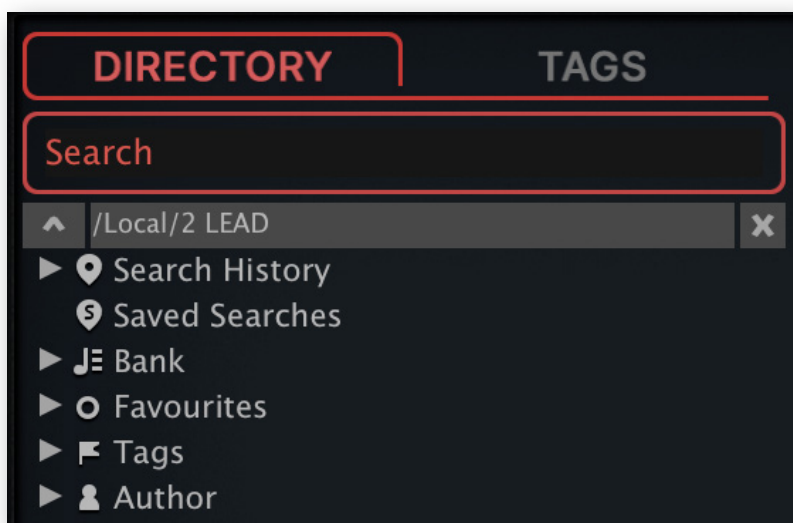 DIRECTORY TAGS
Search
/Local/2 LEAD
Search History
Saved Searches
Bank
Favourites
Tags
Author